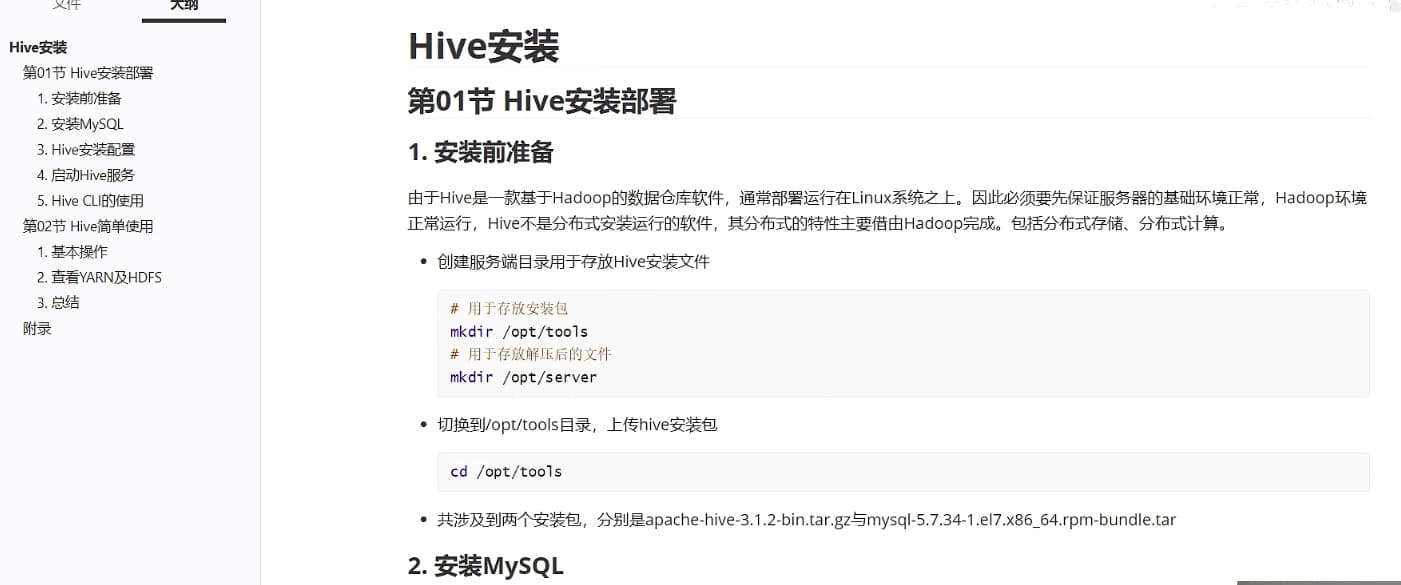 文件
大纲
Hive安装
第01节 Hive安装部署
1. 安装前准备
2. 安装MySQL
3. Hive安装配置
4. 启动Hive服务
5. Hive CLI的使用
第02节 Hive简单使用
1. 基本操作
2. 查看YARN及HDFS
3. 总结
附录
Hive安装
第01节 Hive安装部署
1. 安装前准备
由于Hive是一款基于Hadoop的数据仓库软件，通常部署运行在Linux系统之上。因此必须要先保证服务器的基础环境正常，Hadoop环境
正常运行，Hive不是分布式安装运行的软件，其分布式的特性主要借由Hadoop完成。包括分布式存储、分布式计算。
• 创建服务端目录用于存放Hive安装文件
# 用于存放安装包
mkdir /opt/tools
# 用于存放解压后的文件
mkdir /opt/server
• 切换到/opt/tools目录，上传hive安装包
cd /opt/tools
• 共涉及到两个安装包，分别是apache-hive-3.1.2-bin.tar.gz与mysql-5.7.34-1.el7.x86_64.rpm-bundle.tar
2. 安装MySQL